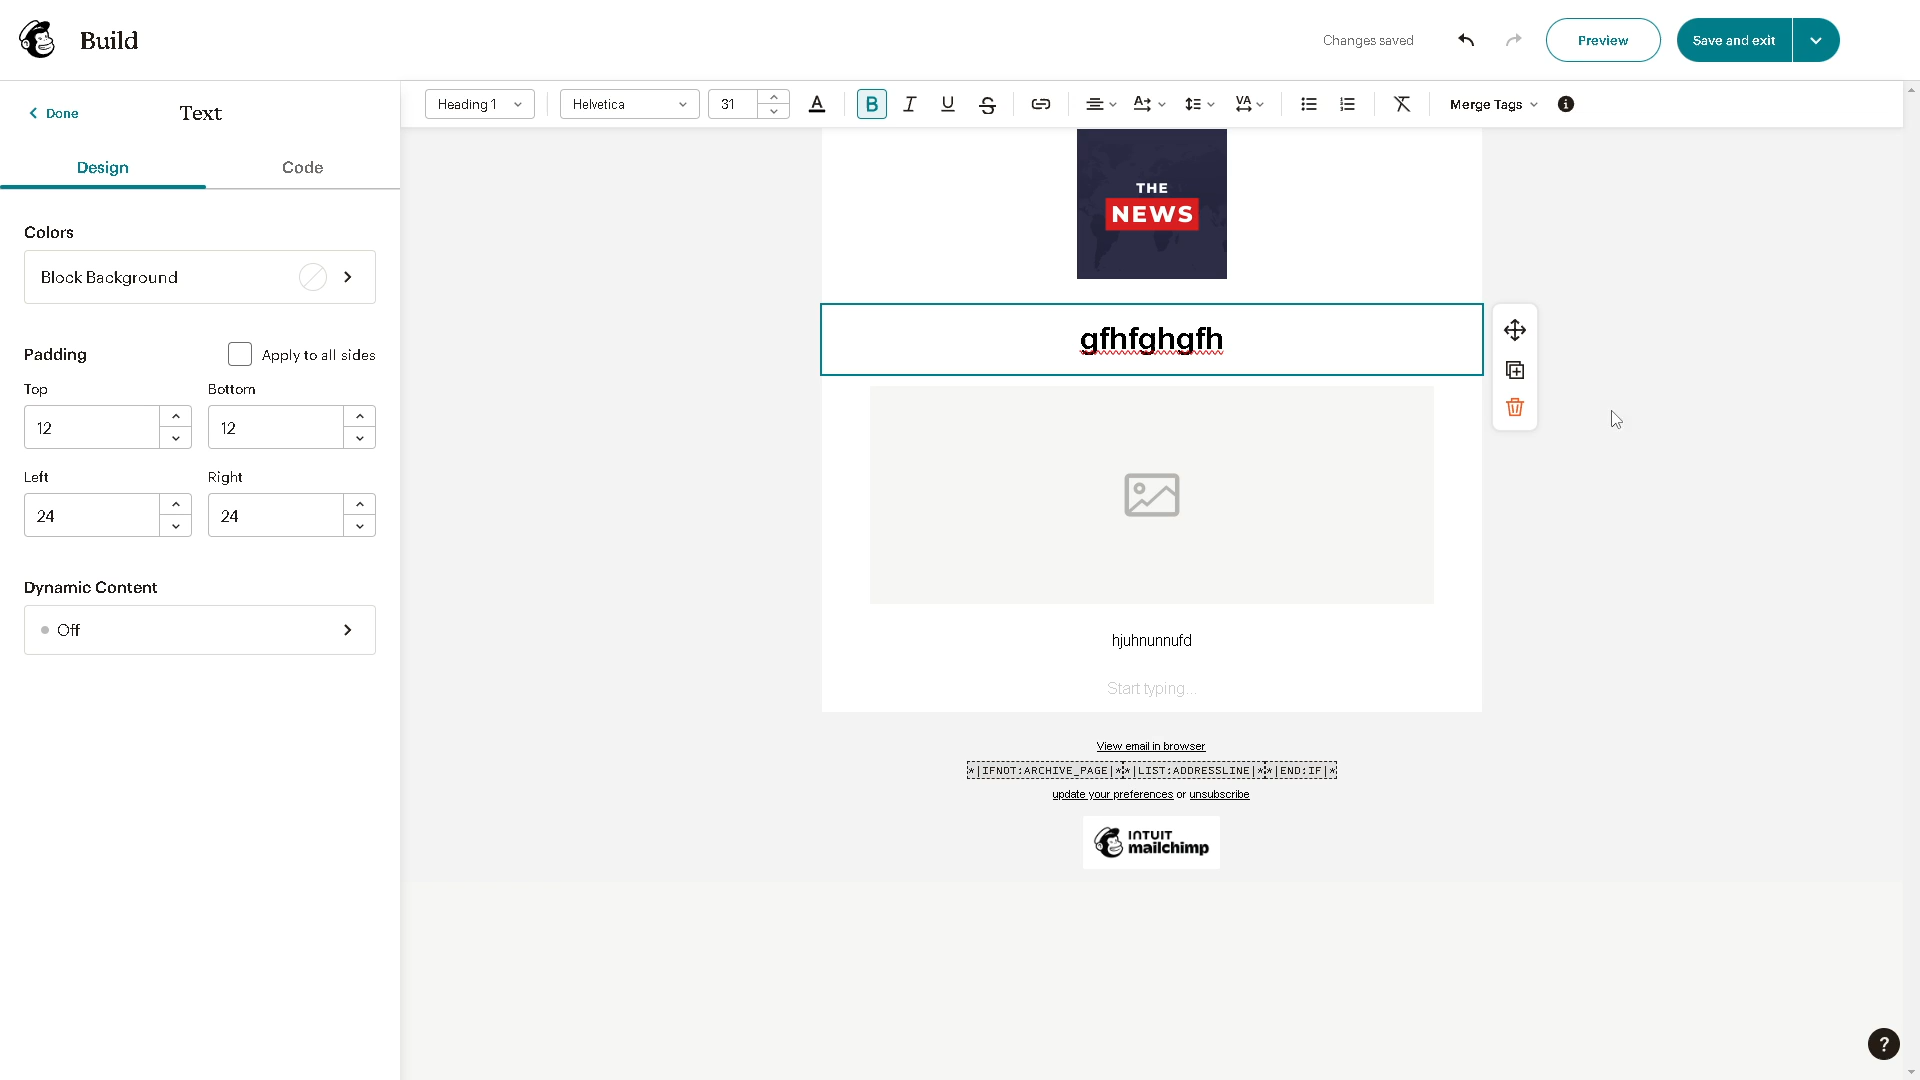 Build
Changes saved
Preview
Save and exit
Done
Text
Heading 1
Helvetica
31
A
B
I
U
S
A
VA
Merge Tags
i
Design
Code
Colors
Block Background
Padding
Apply to all sides
Top
Bottom
12
12
Left
Right
24
24
Dynamic Content
Off
THE
NEWS
gfhfghgfh
hjuhnunnufd
Start typing...
View email in browser
*|IFNOT:ARCHIVE_PAGE|**|LIST:ADDRESSLINE|**|END:IF|*
update your preferences or unsubscribe
INTUIT
mailchimp
?